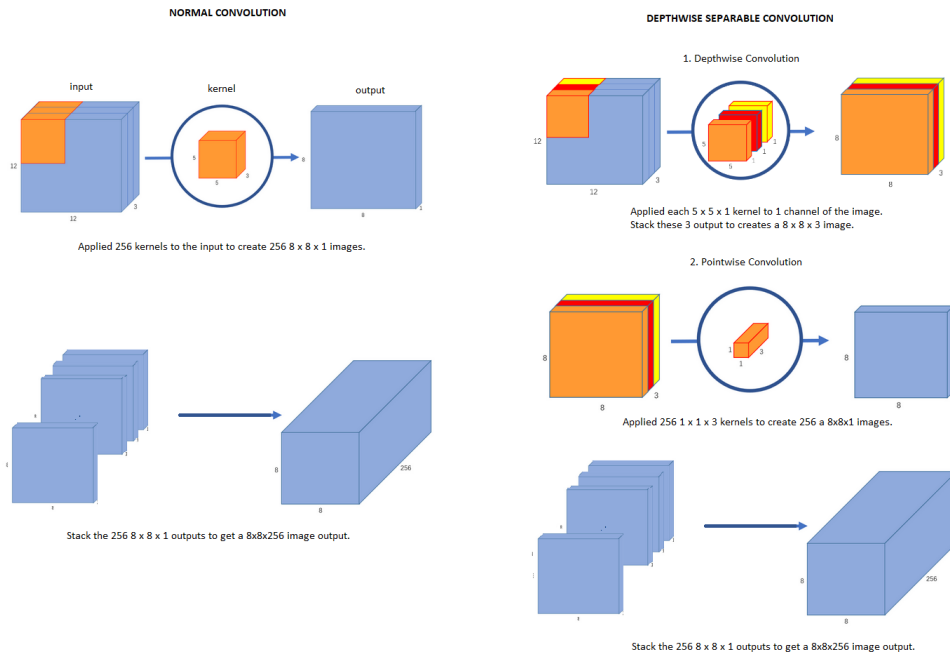 NORMAL CONVOLUTION
input
kernel
output
12
12
3
5
5
3
8
8
1
Applied 256 kernels to the input to create 256 8 x 8 x 1 images.
8
8
256
Stack the 256 8 x 8 x 1 outputs to get a 8x8x256 image output.
DEPTHWISE SEPARABLE CONVOLUTION
1. Depthwise Convolution
12
12
3
5
5
1
1
1
8
8
3
Applied each 5 x 5 x 1 kernel to 1 channel of the image.
Stack these 3 output to creates a 8 x 8 x 3 image.
2. Pointwise Convolution
8
8
3
1
1
3
8
8
Applied 256 1 x 1 x 3 kernels to create 256 a 8x8x1 images.
8
8
256
Stack the 256 8 x 8 x 1 outputs to get a 8x8x256 image output.